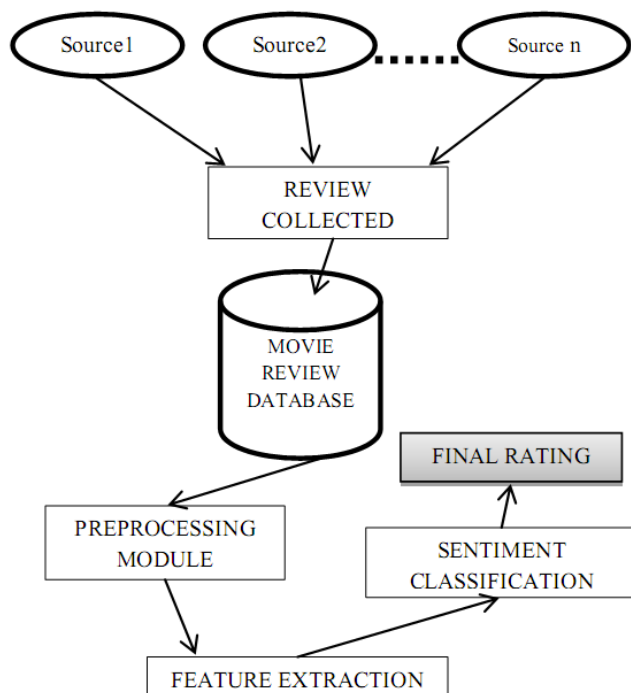 Source1
Source2
Source n
REVIEW
COLLECTED
MOVIE
REVIEW
DATABASE
FINAL RATING
PREPROCESSING
MODULE
SENTIMENT
CLASSIFICATION
FEATURE EXTRACTION